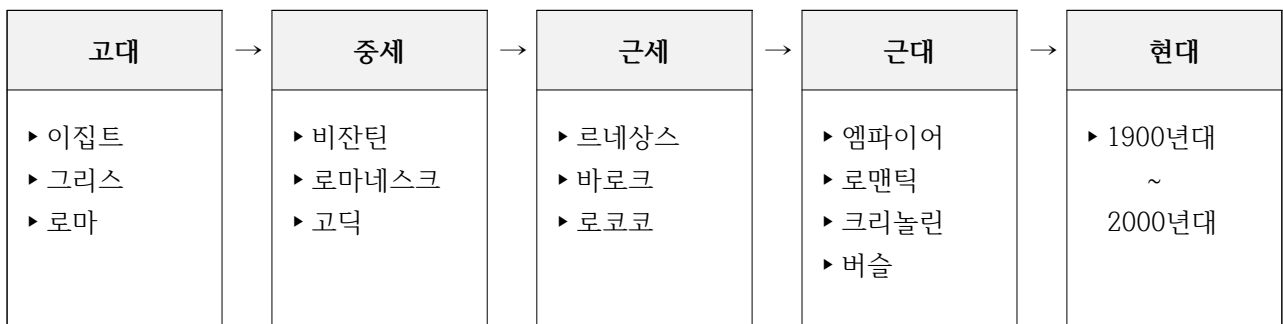 고대 → 중세 → 근세 → 근대 → 현대
▸ 이집트
▸ 그리스
▸ 로마
▸ 비잔틴
▸ 로마네스크
▸ 고딕
▸ 르네상스
▸ 바로크
▸ 로코코
▸ 엠파이어
▸ 로맨틱
▸ 크리놀린
▸ 버슬
▸ 1900년대
~
2000년대